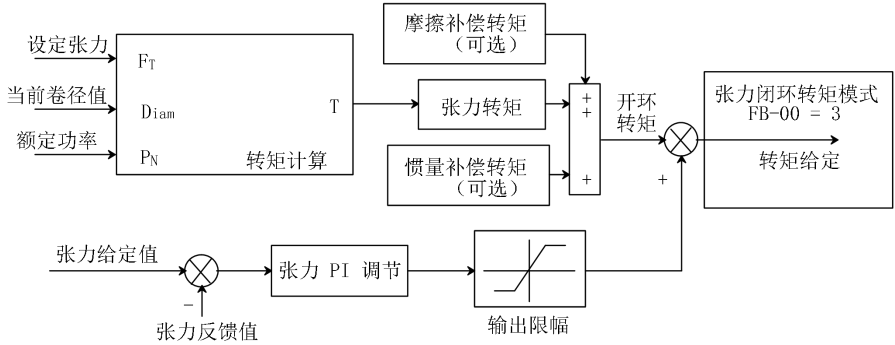 摩擦补偿转矩
(可选)
设定张力
F_T
当前卷径值
Diam
T
额定功率
P_N
转矩计算
张力转矩
惯量补偿转矩
(可选)
+
+
+
开环
转矩
+
张力闭环转矩模式
FB-00 = 3
转矩给定
张力给定值
-
张力反馈值
张力 PI 调节
输出限幅